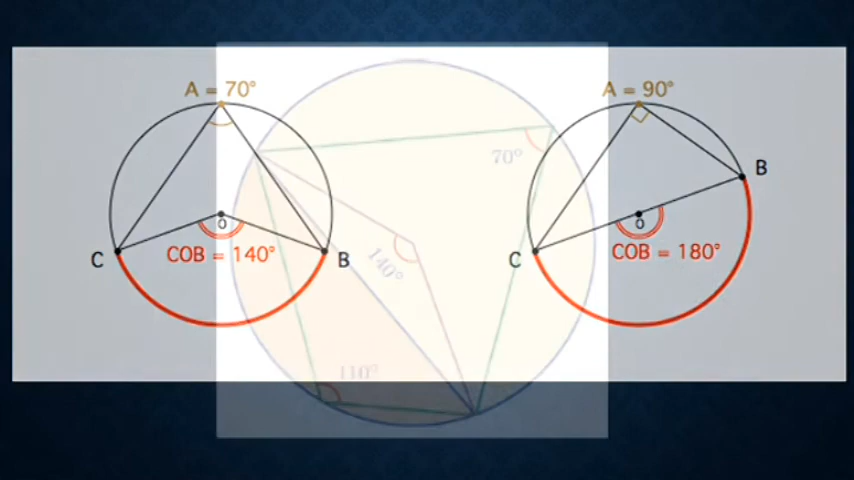 A = 70°
O
COB = 140°
C
B
A = 90°
B
O
COB = 180°
C
70°
140°
110°